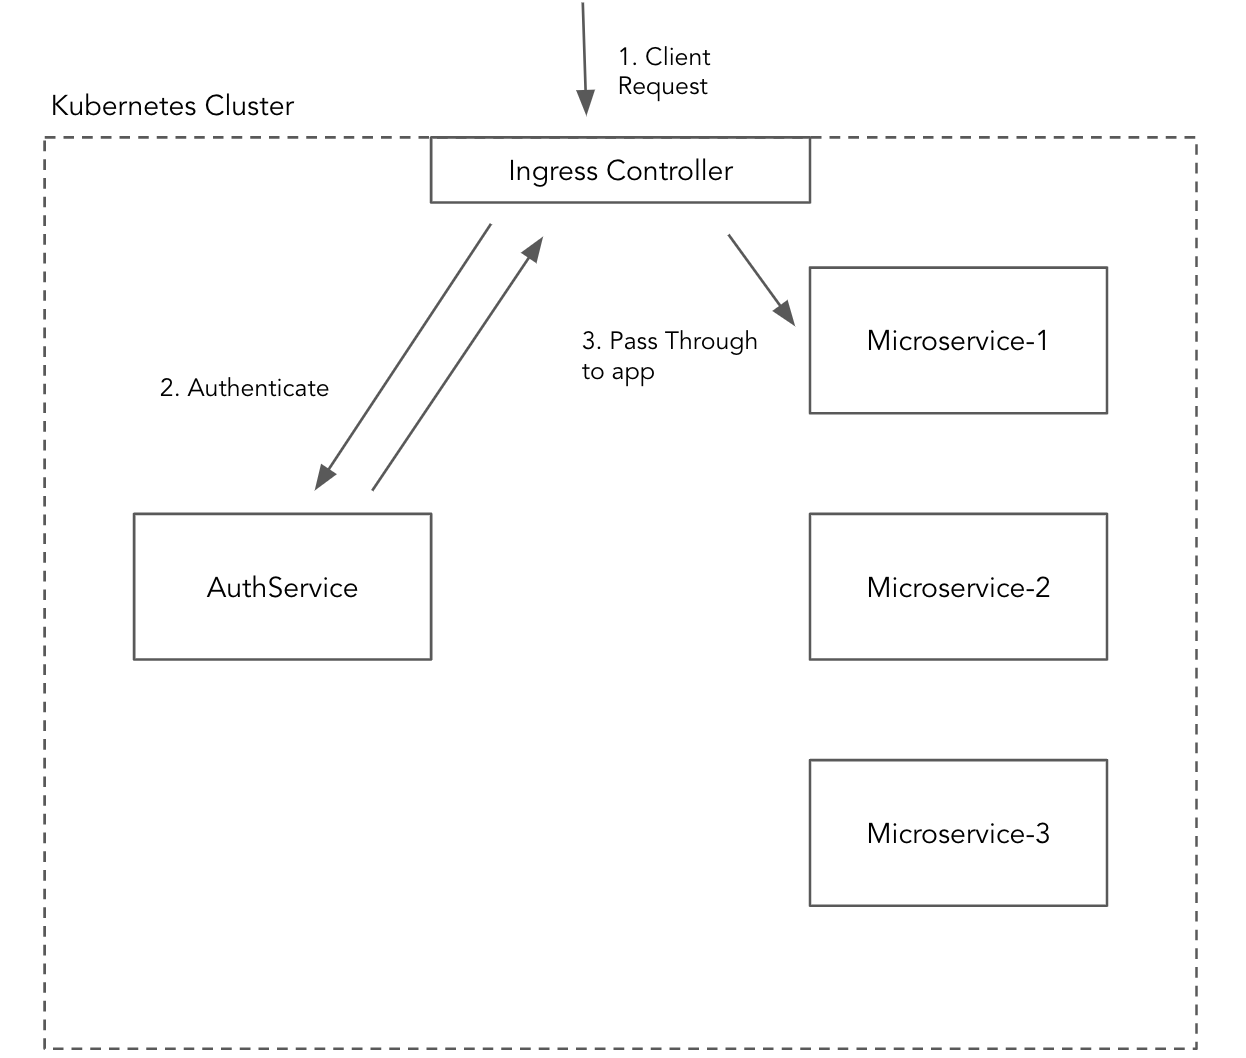 1. Client
Request
Kubernetes Cluster
Ingress Controller
Microservice-1
3. Pass Through
to app
2. Authenticate
AuthService
Microservice-2
Microservice-3